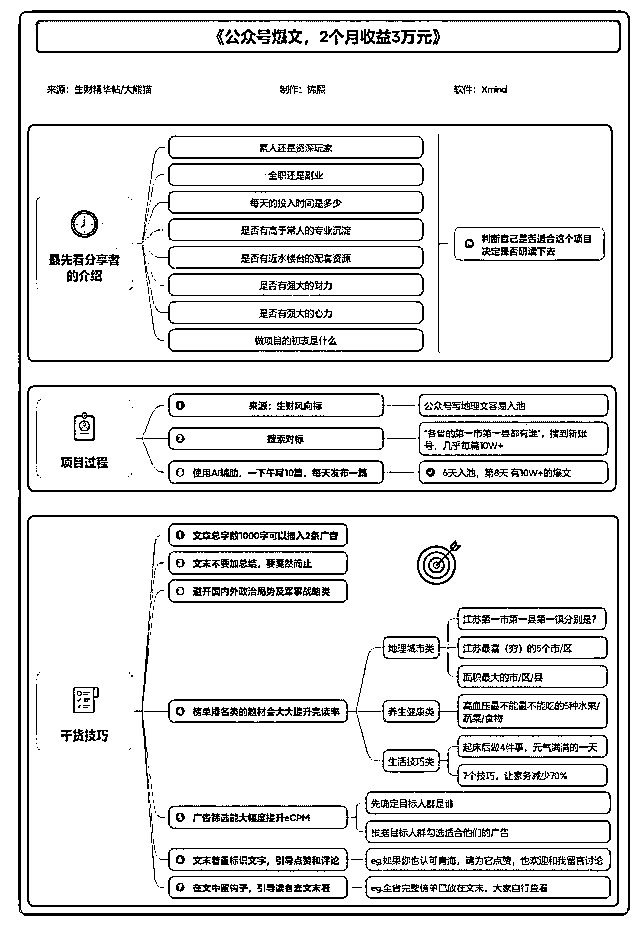 《公众号爆文，2个月收益3万元》
来源：生财精华帖/大熊猫
制作：
软件：Xmind
最先看分享者
的介绍
素人还是资深玩家
全职还是副业
每天的投入时间是多少
是否有高于常人的专业沉淀
是否有近水楼台的配套资源
是否有强大的财力
是否有强大的心力
做项目的初衷是什么
判断自己是否适合这个项目
决定是否研读下去
项目过程
1 来源：生财风向标
公众号写地理文容易入池
2 搜索对标
“各省的第一市第一县都有谁”，搜到新账
号，几乎每篇10W+
3 使用AI辅助，一下午写10篇，每天发布一篇
6天入池，第8天有10W+的爆文
干货技巧
1 文章总字数1000字可以插入2条广告
2 文末不要加总结，要戛然而止
3 避开国内外政治局势及军事战略类
4 榜单排名类的题材会大大提升完读率
地理城市类
江苏第一市第一县第一镇分别是？
江苏最富（穷）的5个市/区
面积最大的市/区/县
养生健康类
高血压最不能最不能吃的5种水果/
蔬菜/食物
生活技巧类
起床后做4件事，元气满满的一天
7个技巧，让家务减少70%
5 广告筛选能大幅度提升eCPM
先确定目标人群是谁
根据目标人群勾选适合他们的广告
6 文末着重标识文字，引导点赞和评论
eg.如果你也认可青海，请为它点赞，也欢迎和我留言讨论
7 在文中留钩子，引导读者去文末看
eg.全省完整榜单已放在文末，大家自行查看